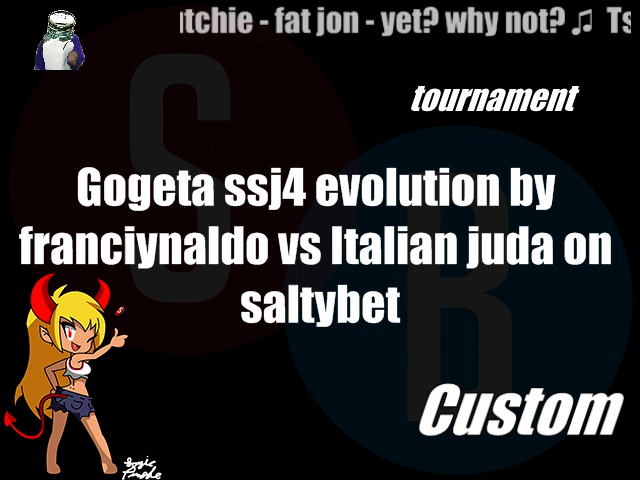 tchie - fat jon - yet? why not? ♫ Ts
tournament
Gogeta ssj4 evolution by
franciynaldo vs Italian juda on
saltybet
Custom
S
B